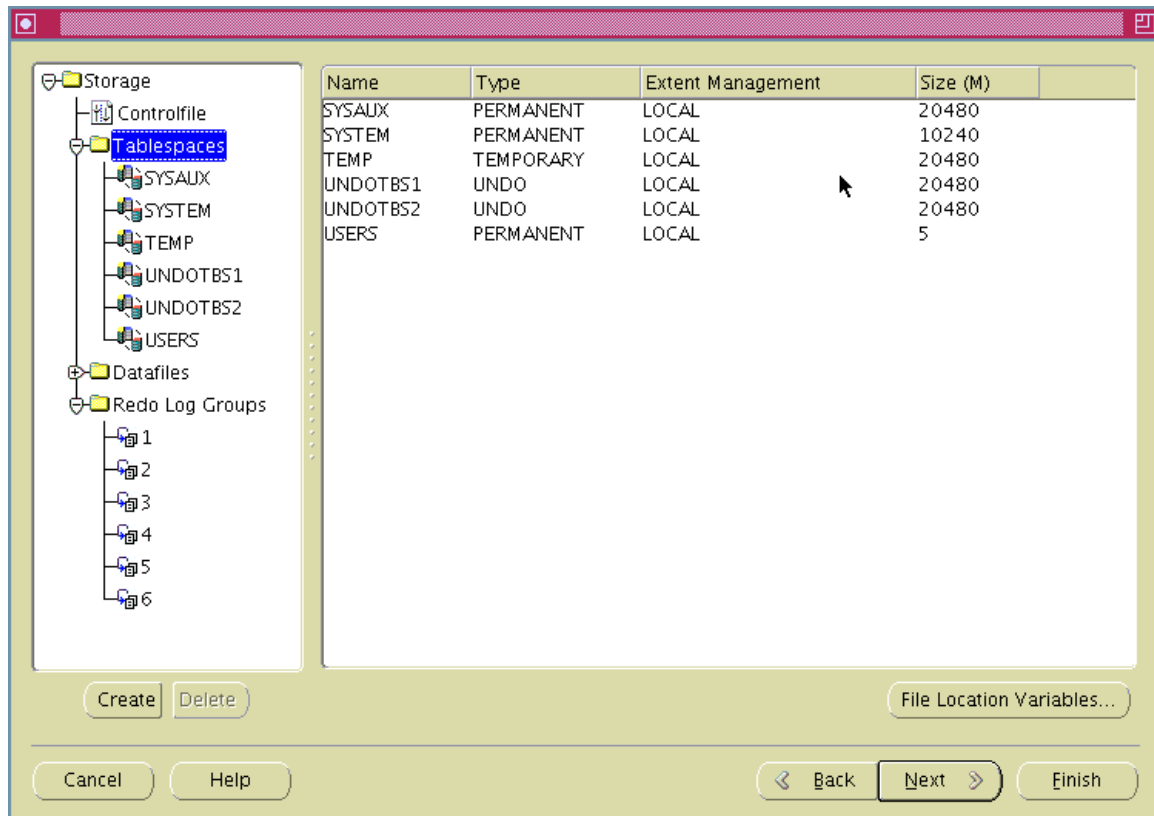 Storage
Controlfile
Tablespaces
SYSAUX
SYSTEM
TEMP
UNDOTBS1
UNDOTBS2
USERS
Datafiles
Redo Log Groups
1
2
3
4
5
6
Name Type Extent Management Size (M)
SYSAUX PERMANENT LOCAL 20480
SYSTEM PERMANENT LOCAL 10240
TEMP TEMPORARY LOCAL 20480
UNDOTBS1 UNDO LOCAL 20480
UNDOTBS2 UNDO LOCAL 20480
USERS PERMANENT LOCAL 5
Create Delete File Location Variables...
Cancel Help Back Next Finish